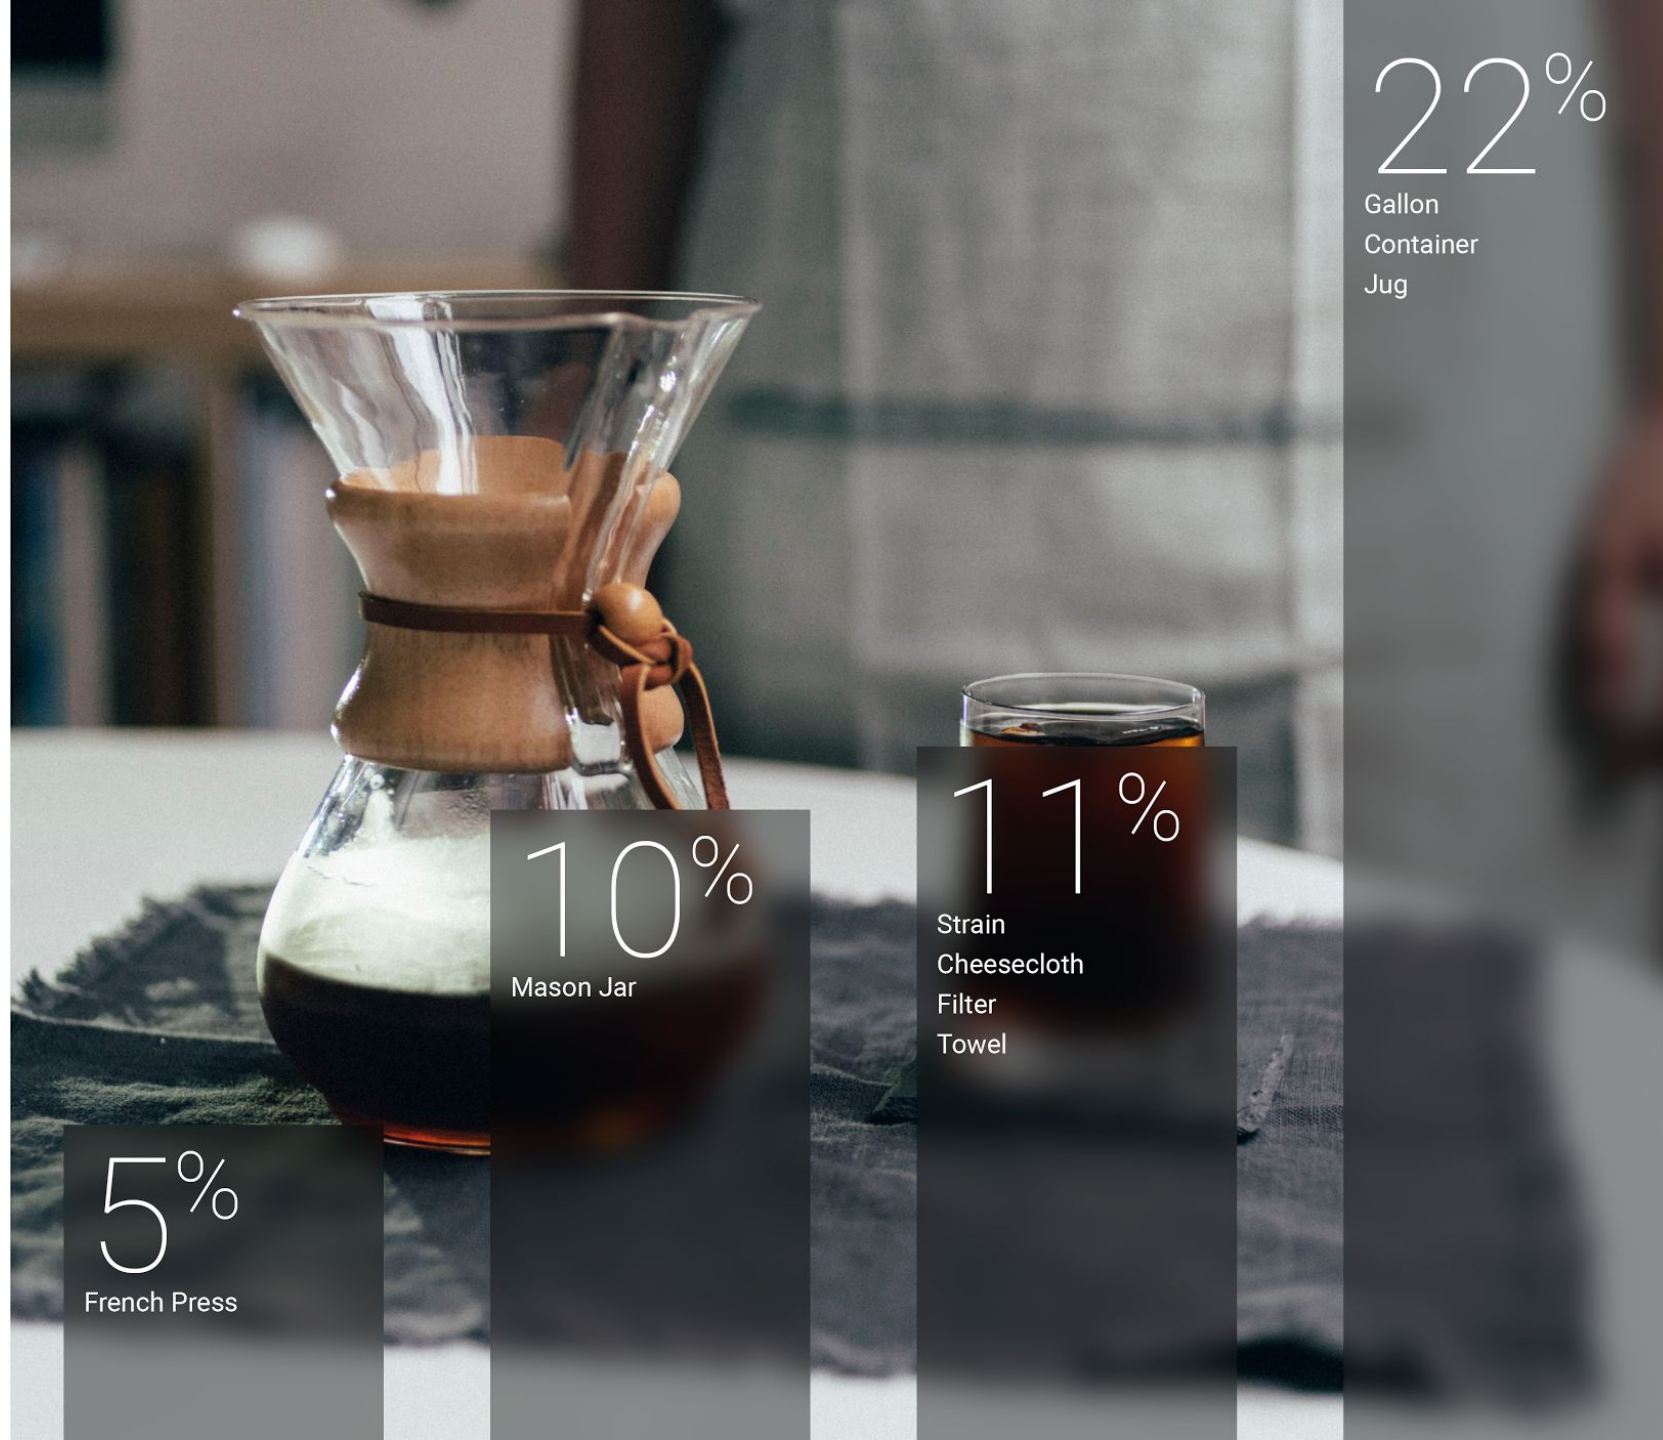 5%
French Press
10%
Mason Jar
11%
Strain
Cheesecloth
Filter
Towel
22%
Gallon
Container
Jug